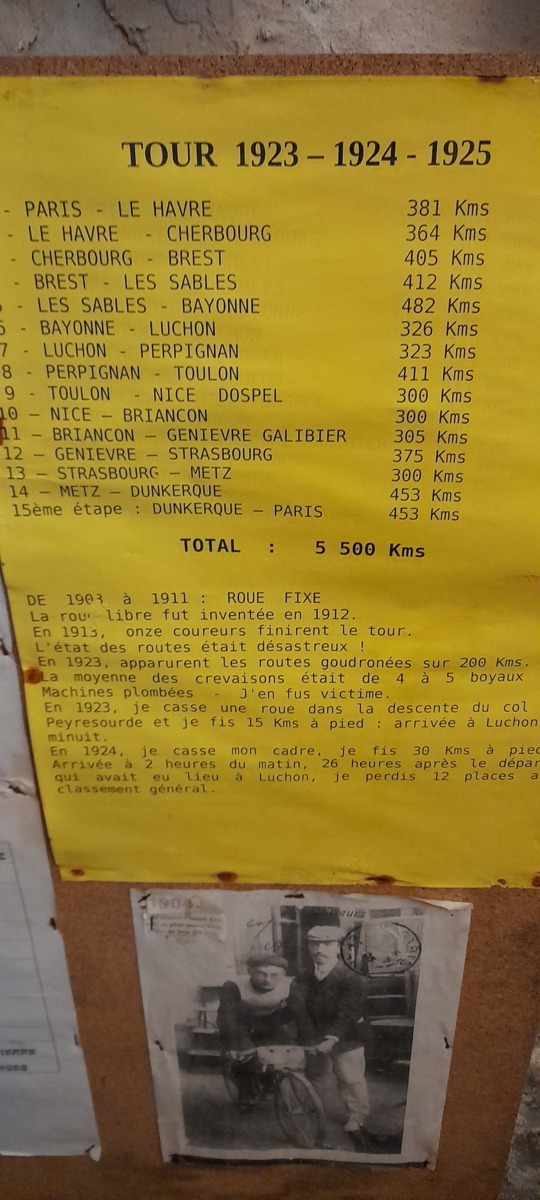 TOUR 1923 – 1924 - 1925
- PARIS - LE HAVRE 381 Kms
- LE HAVRE - CHERBOURG 364 Kms
- CHERBOURG - BREST 405 Kms
- BREST - LES SABLES 412 Kms
- LES SABLES - BAYONNE 482 Kms
6 - BAYONNE - LUCHON 326 Kms
7 - LUCHON - PERPIGNAN 323 Kms
8 - PERPIGNAN - TOULON 411 Kms
9 - TOULON - NICE DOSPEL 300 Kms
10 – NICE – BRIANCON 300 Kms
11 – BRIANCON – GENIEVRE GALIBIER 305 Kms
12 – GENIEVRE – STRASBOURG 375 Kms
13 – STRASBOURG – METZ 300 Kms
14 – METZ – DUNKERQUE 453 Kms
15ème étape : DUNKERQUE – PARIS 453 Kms
TOTAL : 5 500 Kms
DE 1903 à 1911 : ROUE FIXE
La roue libre fut inventée en 1912.
En 1913, onze coureurs finirent le tour.
L'état des routes était désastreux !
En 1923, apparurent les routes goudronées sur 200 Kms.
La moyenne des crevaisons était de 4 à 5 boyaux
Machines plombées - J'en fus victime.
En 1923, je casse une roue dans la descente du col
Peyresourde et je fis 15 Kms à pied : arrivée à Luchon
minuit.
En 1924, je casse mon cadre, je fis 30 Kms à pied
Arrivée à 2 heures du matin, 26 heures après le dépar
qui avait eu lieu à Luchon, je perdis 12 places a
classement général.
1904.